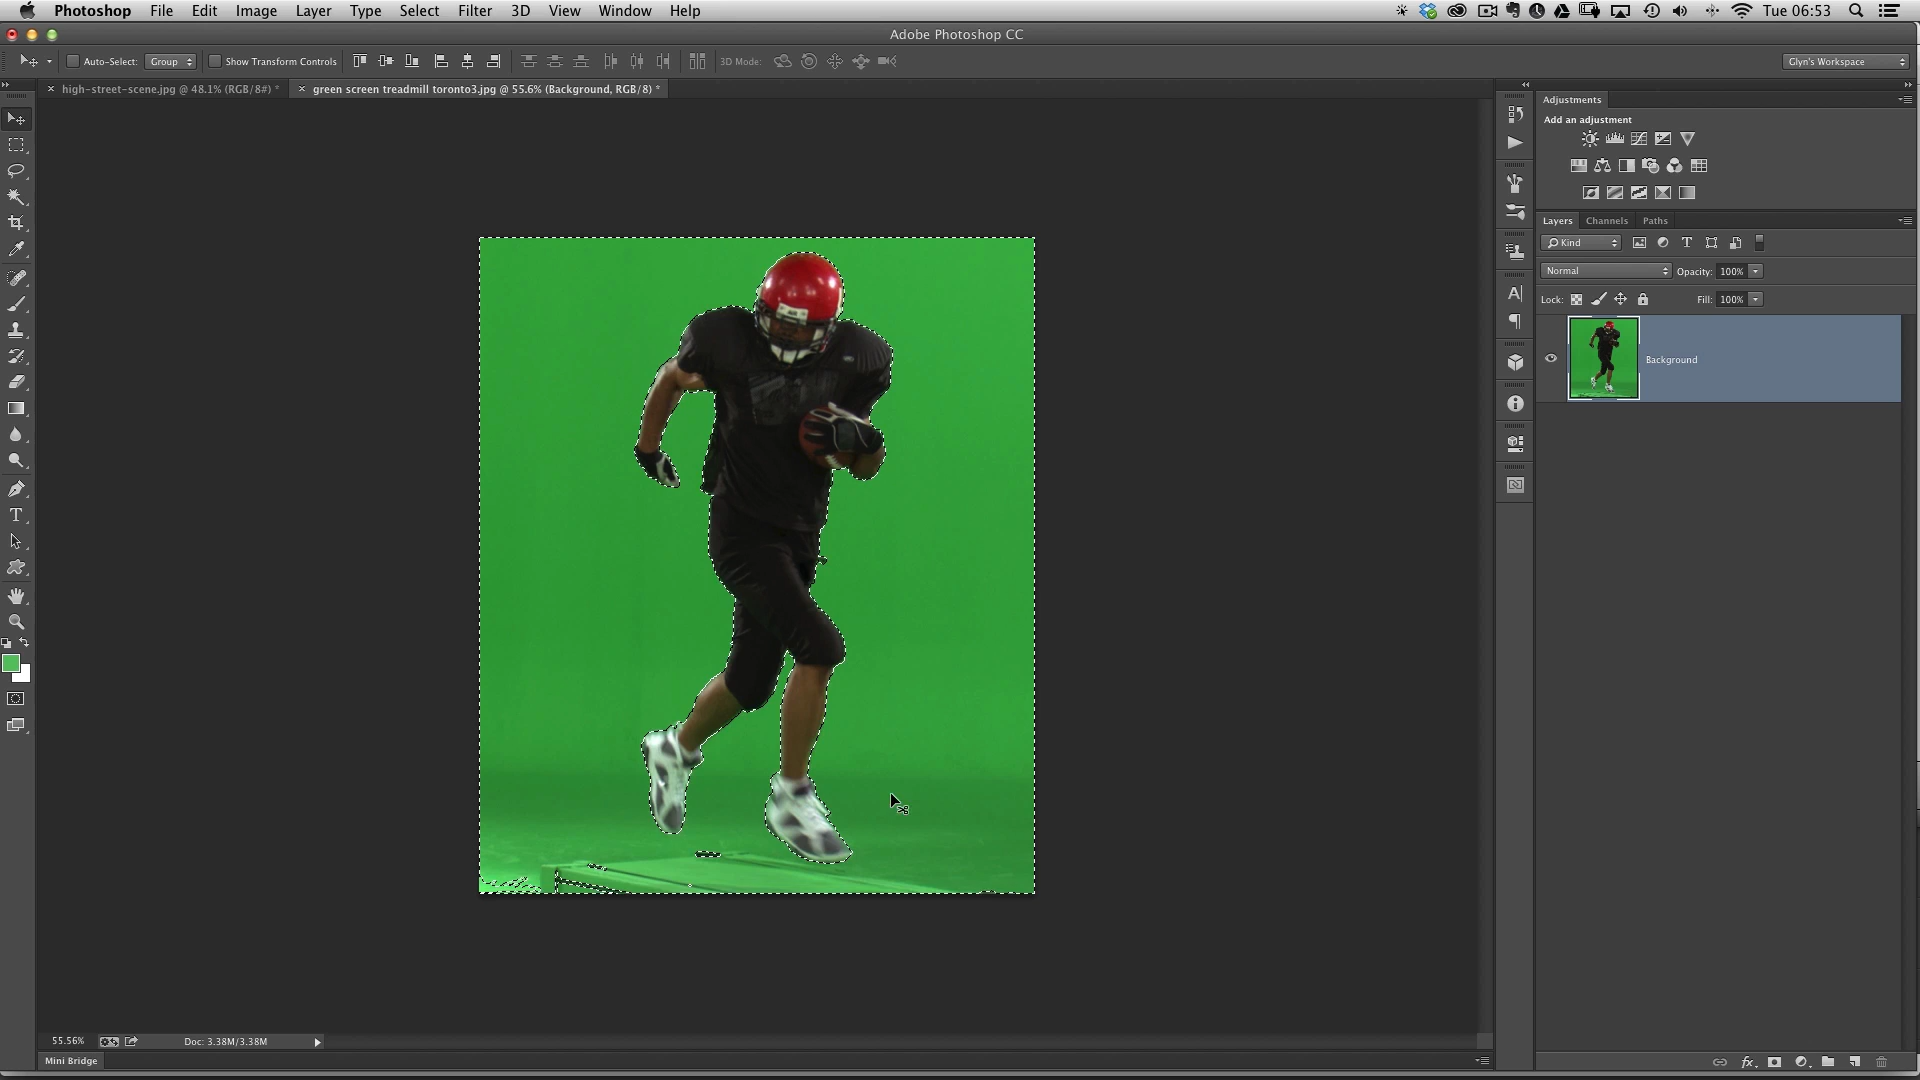 Photoshop File Edit Image Layer Type Select Filter 3D View Window Help Tue 06:53
Adobe Photoshop CC
Auto-Select: Group Show Transform Controls 3D Mode: Glyn's Workspace
high-street-scene.jpg @ 48.1% (RGB/8#) * green screen treadmill toronto3.jpg @ 55.6% (Background, RGB/8) *
Adjustments
Add an adjustment
Layers Channels Paths
Kind
Normal Opacity: 100%
Lock: Fill: 100%
Background
55.56% Doc: 3.38M/3.38M
Mini Bridge